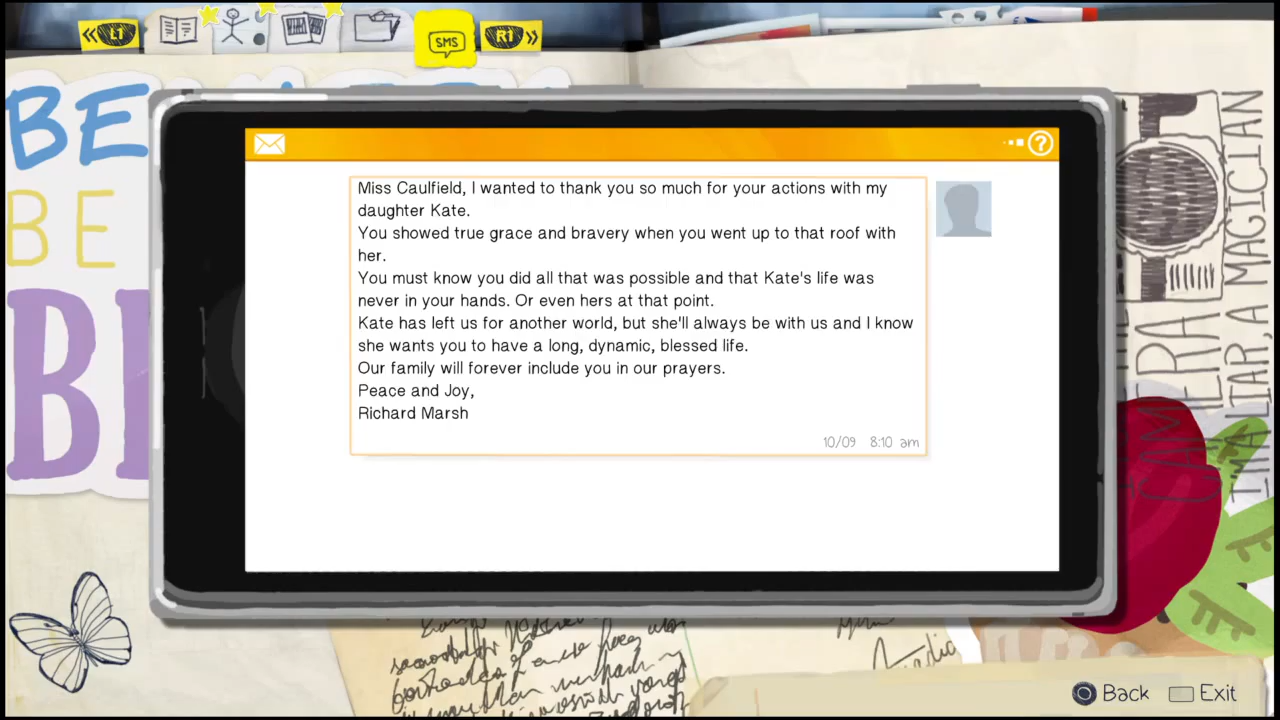 L1
SMS
R1
BE
BE
Miss Caulfield, I wanted to thank you so much for your actions with my
daughter Kate.
You showed true grace and bravery when you went up to that roof with
her.
You must know you did all that was possible and that Kate's life was
never in your hands. Or even hers at that point.
Kate has left us for another world, but she'll always be with us and I know
she wants you to have a long, dynamic, blessed life.
Our family will forever include you in our prayers.
Peace and Joy,
Richard Marsh
10/09 8:10 am
?
CAMERA
LIAR, A MAGICIAN
Back
Exit